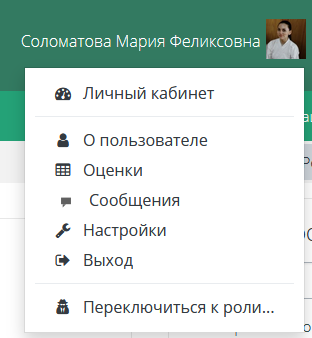 Соломатова Мария Феликсовна
Личный кабинет
О пользователе
Оценки
Сообщения
Настройки
Выход
Переключиться к роли...